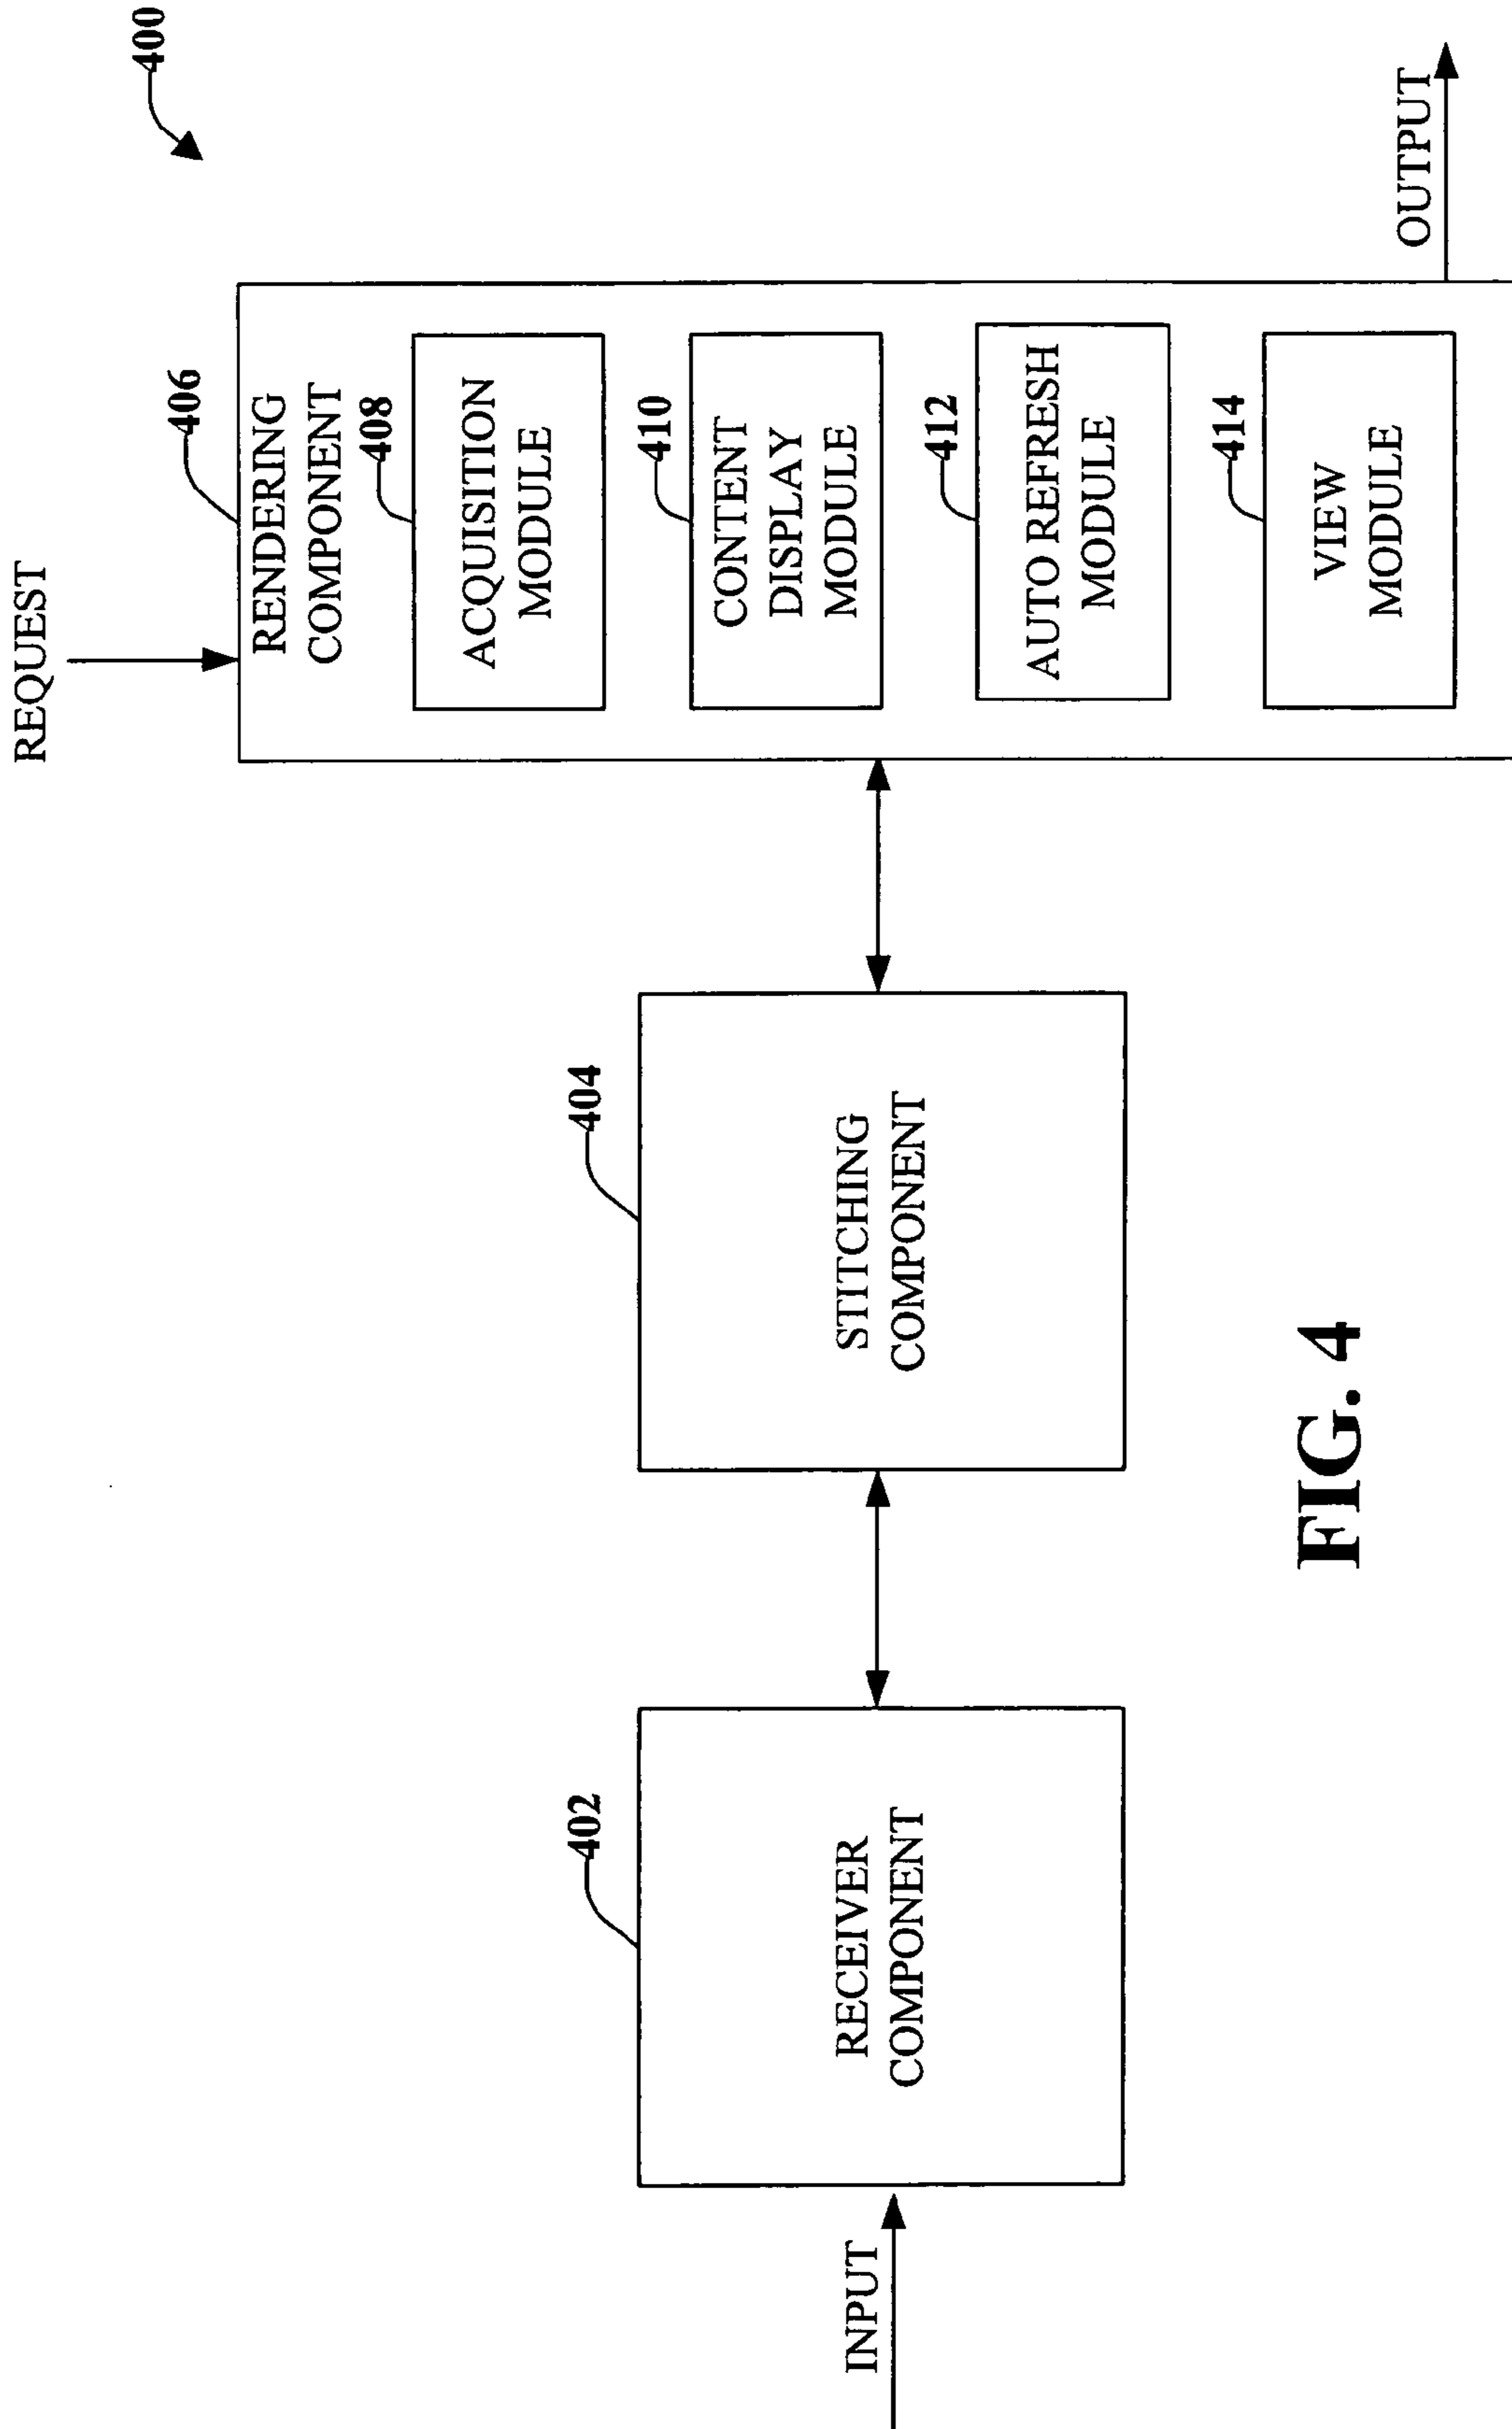 400
REQUEST
406
RENDERING
COMPONENT
408
ACQUISITION
MODULE
410
CONTENT
DISPLAY
MODULE
412
AUTO REFRESH
MODULE
414
VIEW
MODULE
OUTPUT
404
STITCHING
COMPONENT
402
RECEIVER
COMPONENT
INPUT
FIG. 4